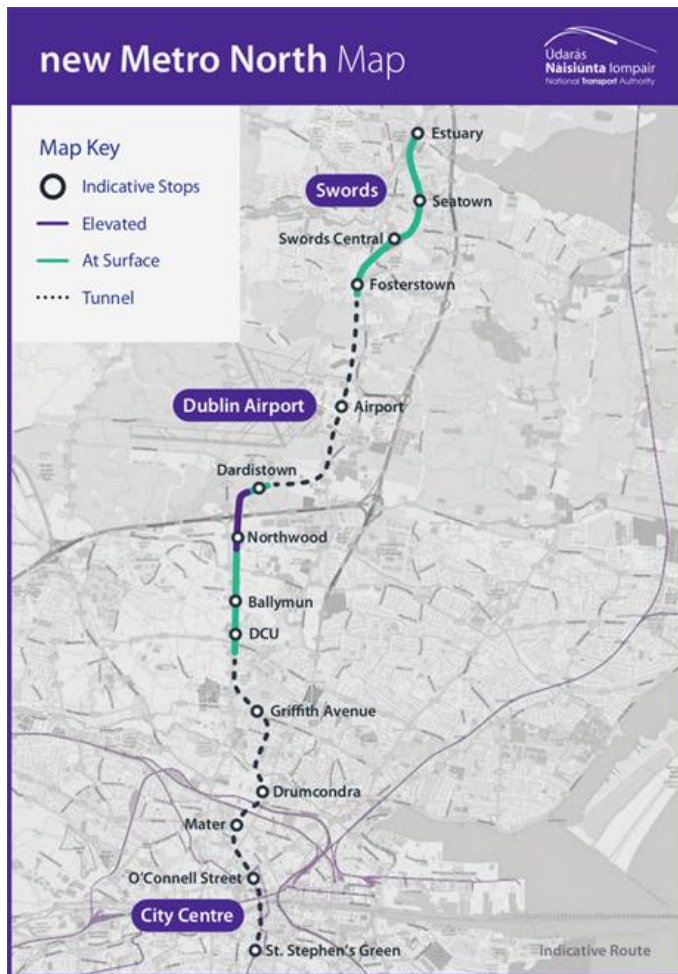 new Metro North Map
Údarás
Náisiúnta Iompair
National Transport Authority
Map Key
Indicative Stops
Elevated
At Surface
Tunnel
Estuary
Swords
Seatown
Swords Central
Fosterstown
Dublin Airport
Airport
Dardistown
Northwood
Ballymun
DCU
Griffith Avenue
Drumcondra
Mater
O'Connell Street
City Centre
St. Stephen's Green
Indicative Route